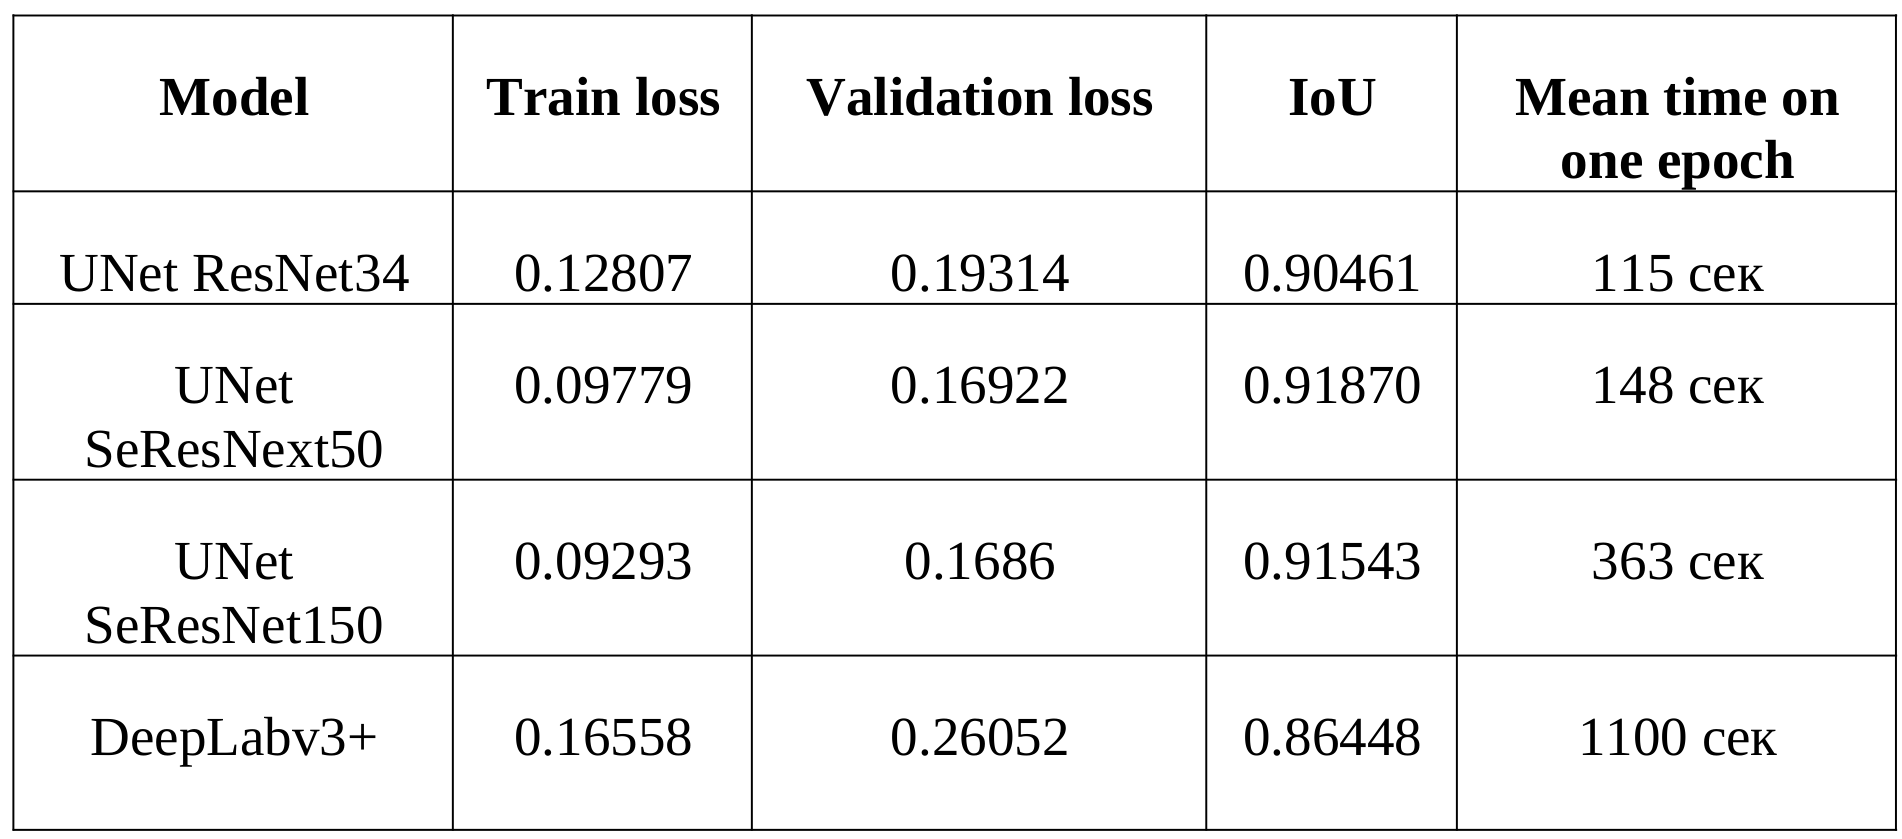 Model Train loss Validation loss IoU Mean time on
one epoch
UNet ResNet34 0.12807 0.19314 0.90461 115 сек
UNet 0.09779 0.16922 0.91870 148 сек
SeResNext50
UNet 0.09293 0.1686 0.91543 363 сек
SeResNet150
DeepLabv3+ 0.16558 0.26052 0.86448 1100 сек